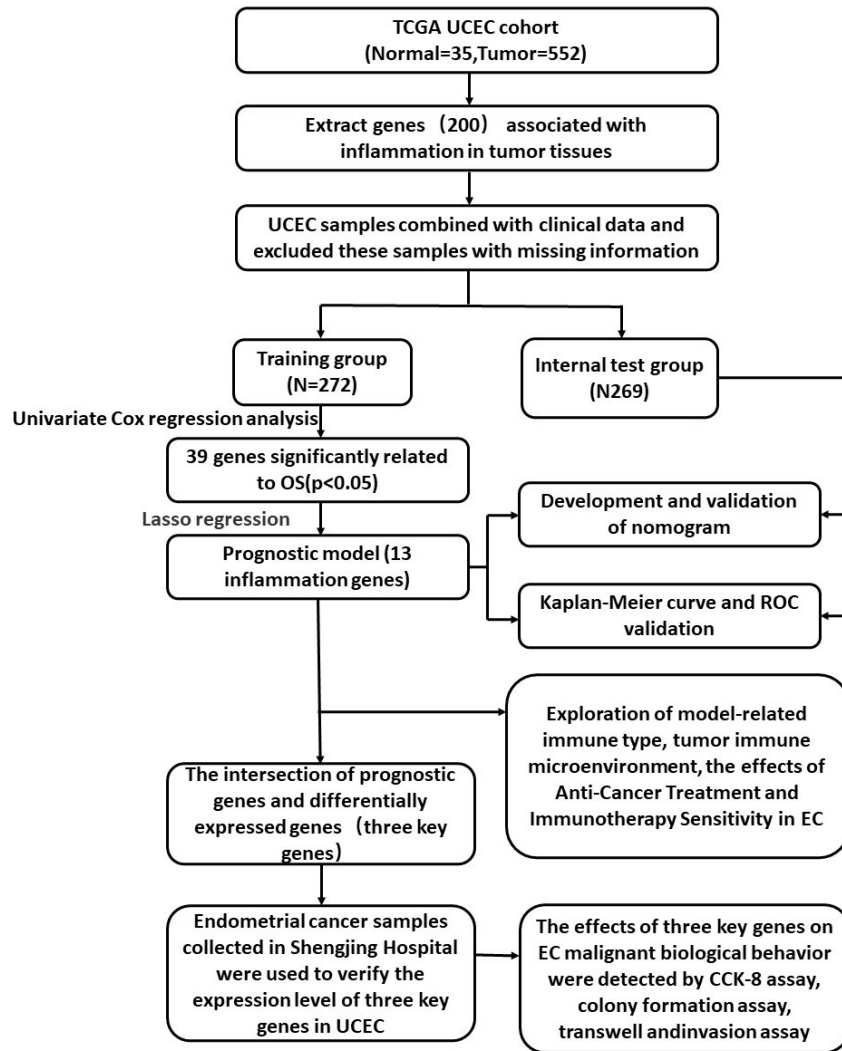 TCGA UCEC cohort
(Normal=35,Tumor=552)
Extract genes（200） associated with
inflammation in tumor tissues
UCEC samples combined with clinical data and
excluded these samples with missing information
Training group
(N=272)
Internal test group
(N269)
Univariate Cox regression analysis
39 genes significantly related
to OS(p<0.05)
Lasso regression
Prognostic model (13
inflammation genes)
Development and validation
of nomogram
Kaplan-Meier curve and ROC
validation
Exploration of model-related
immune type, tumor immune
microenvironment, the effects of
Anti-Cancer Treatment and
Immunotherapy Sensitivity in EC
The intersection of prognostic
genes and differentially
expressed genes（three key
genes）
Endometrial cancer samples
collected in Shengjing Hospital
were used to verify the
expression level of three key
genes in UCEC
The effects of three key genes on
EC malignant biological behavior
were detected by CCK-8 assay,
colony formation assay,
transwell andinvasion assay